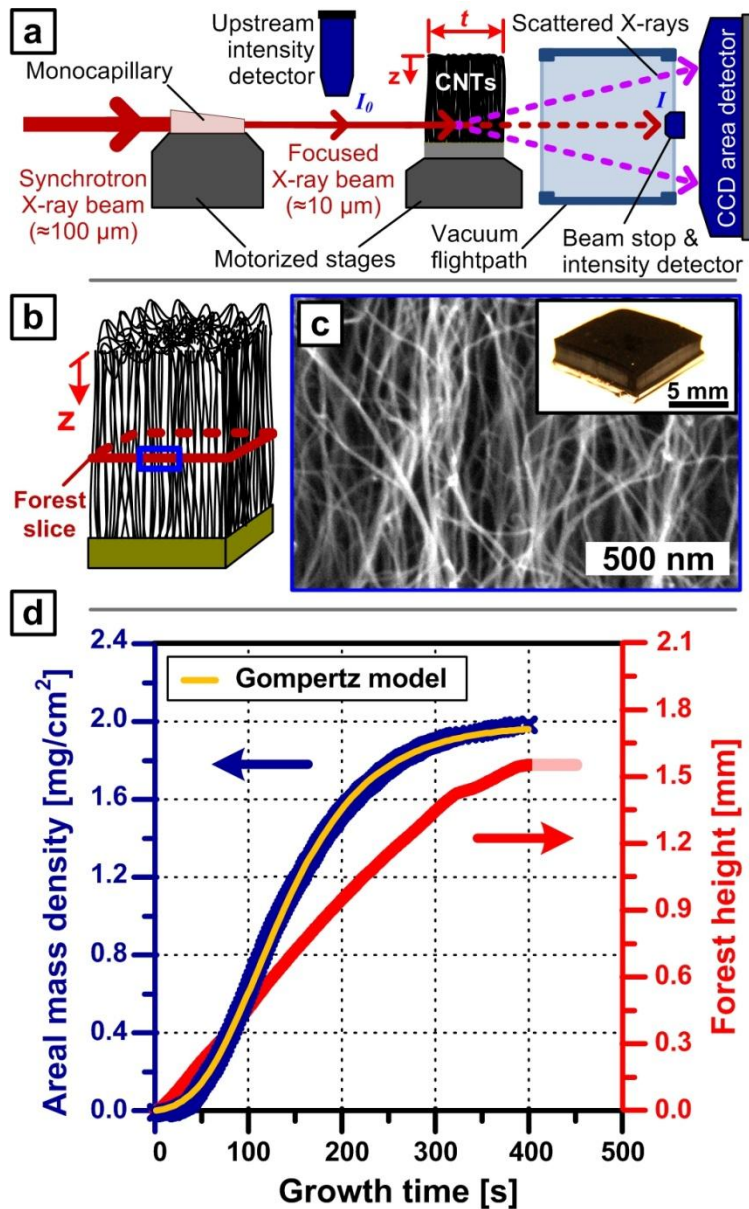 a
Upstream
intensity
detector
Monocapillary
I₀
t
z
CNTs
Scattered X-rays
I
CCD area detector
Synchrotron
X-ray beam
(≈100 µm)
Focused
X-ray beam
(≈10 µm)
Motorized stages
Vacuum
flightpath
Beam stop &
intensity detector
b
z
Forest
slice
c
5 mm
500 nm
d
Gompertz model
Areal mass density [mg/cm²]
2.4
2.0
1.6
1.2
0.8
0.4
0.0
Forest height [mm]
2.1
1.8
1.5
1.2
0.9
0.6
0.3
0.0
0 100 200 300 400 500
Growth time [s]